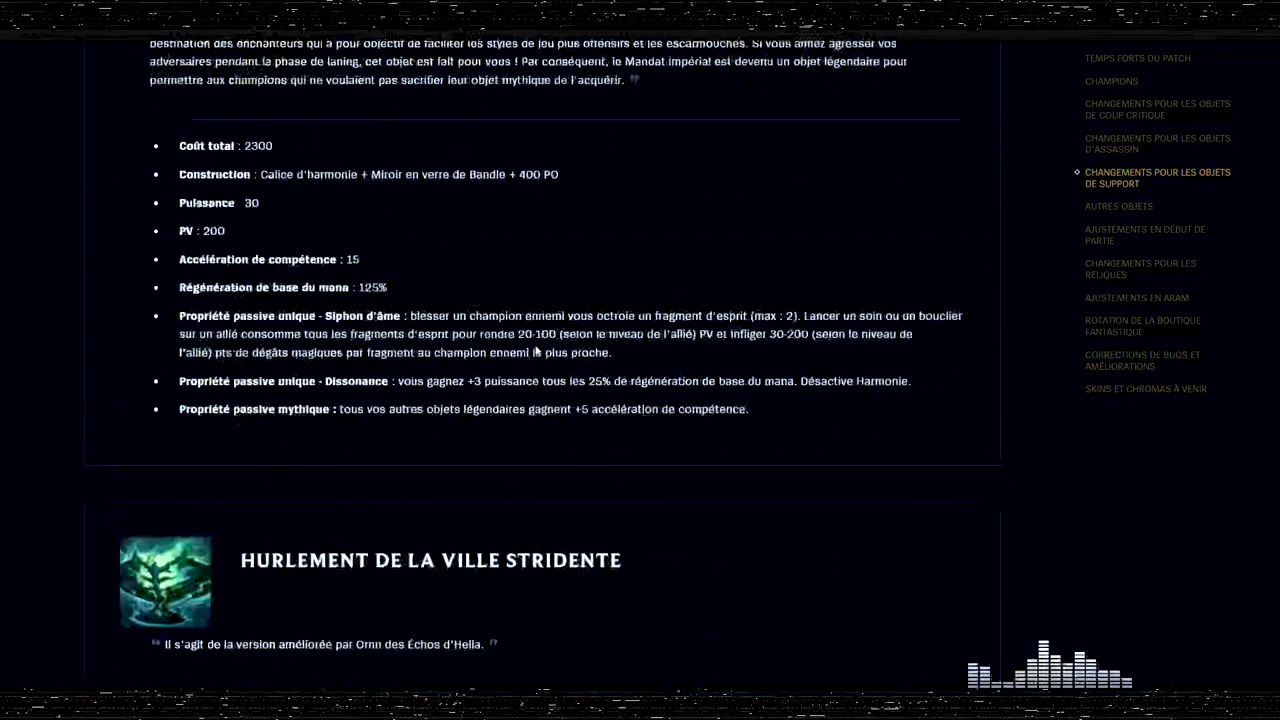 destination des enchanteurs qui a pour objectif de faciliter les styles de jeu plus offensifs et les escarmouches. Si vous aimez agresser vos
adversaires pendant la phase de laning, cet objet est fait pour vous ! Par conséquent, le Mandat impérial est devenu un objet légendaire pour
permettre aux champions qui ne voulaient pas sacrifier leur objet mythique de l'acquérir. "
• Coût total : 2300
• Construction : Calice d'harmonie + Miroir en verre de Bandle + 400 PO
• Puissance 30
• PV : 200
• Accélération de compétence : 15
• Régénération de base du mana : 125%
• Propriété passive unique - Siphon d'âme : blesser un champion ennemi vous octroie un fragment d'esprit (max : 2). Lancer un soin ou un bouclier
sur un allié consomme tous les fragments d'esprit pour rendre 20-100 (selon le niveau de l'allié) PV et infliger 30-200 (selon le niveau de
l'allié) pts de dégâts magiques par fragment au champion ennemi le plus proche.
• Propriété passive unique - Dissonance : vous gagnez +3 puissance tous les 25% de régénération de base du mana. Désactive Harmonie.
• Propriété passive mythique : tous vos autres objets légendaires gagnent +5 accélération de compétence.
HURLEMENT DE LA VILLE STRIDENTE
" Il s'agit de la version améliorée par Ornn des Échos d'Helia. "
TEMPS FORTS DU PATCH
CHAMPIONS
CHANGEMENTS POUR LES OBJETS
DE COUP CRITIQUE
CHANGEMENTS POUR LES OBJETS
D'ASSASSIN
CHANGEMENTS POUR LES OBJETS
DE SUPPORT
AUTRES OBJETS
AJUSTEMENTS EN DÉBUT DE
PARTIE
CHANGEMENTS POUR LES
RELIQUES
AJUSTEMENTS EN ARAM
ROTATION DE LA BOUTIQUE
FANTASTIQUE
CORRECTIONS DE BUGS ET
AMÉLIORATIONS
SKINS ET CHROMAS À VENIR